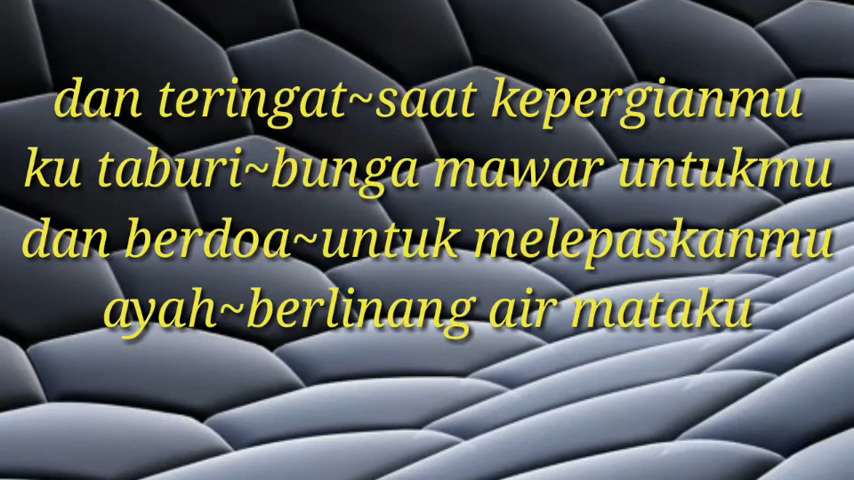 dan teringat~saat kepergianmu
ku taburi~bunga mawar untukmu
dan berdoa~untuk melepaskanmu
ayah~berlinang air mataku